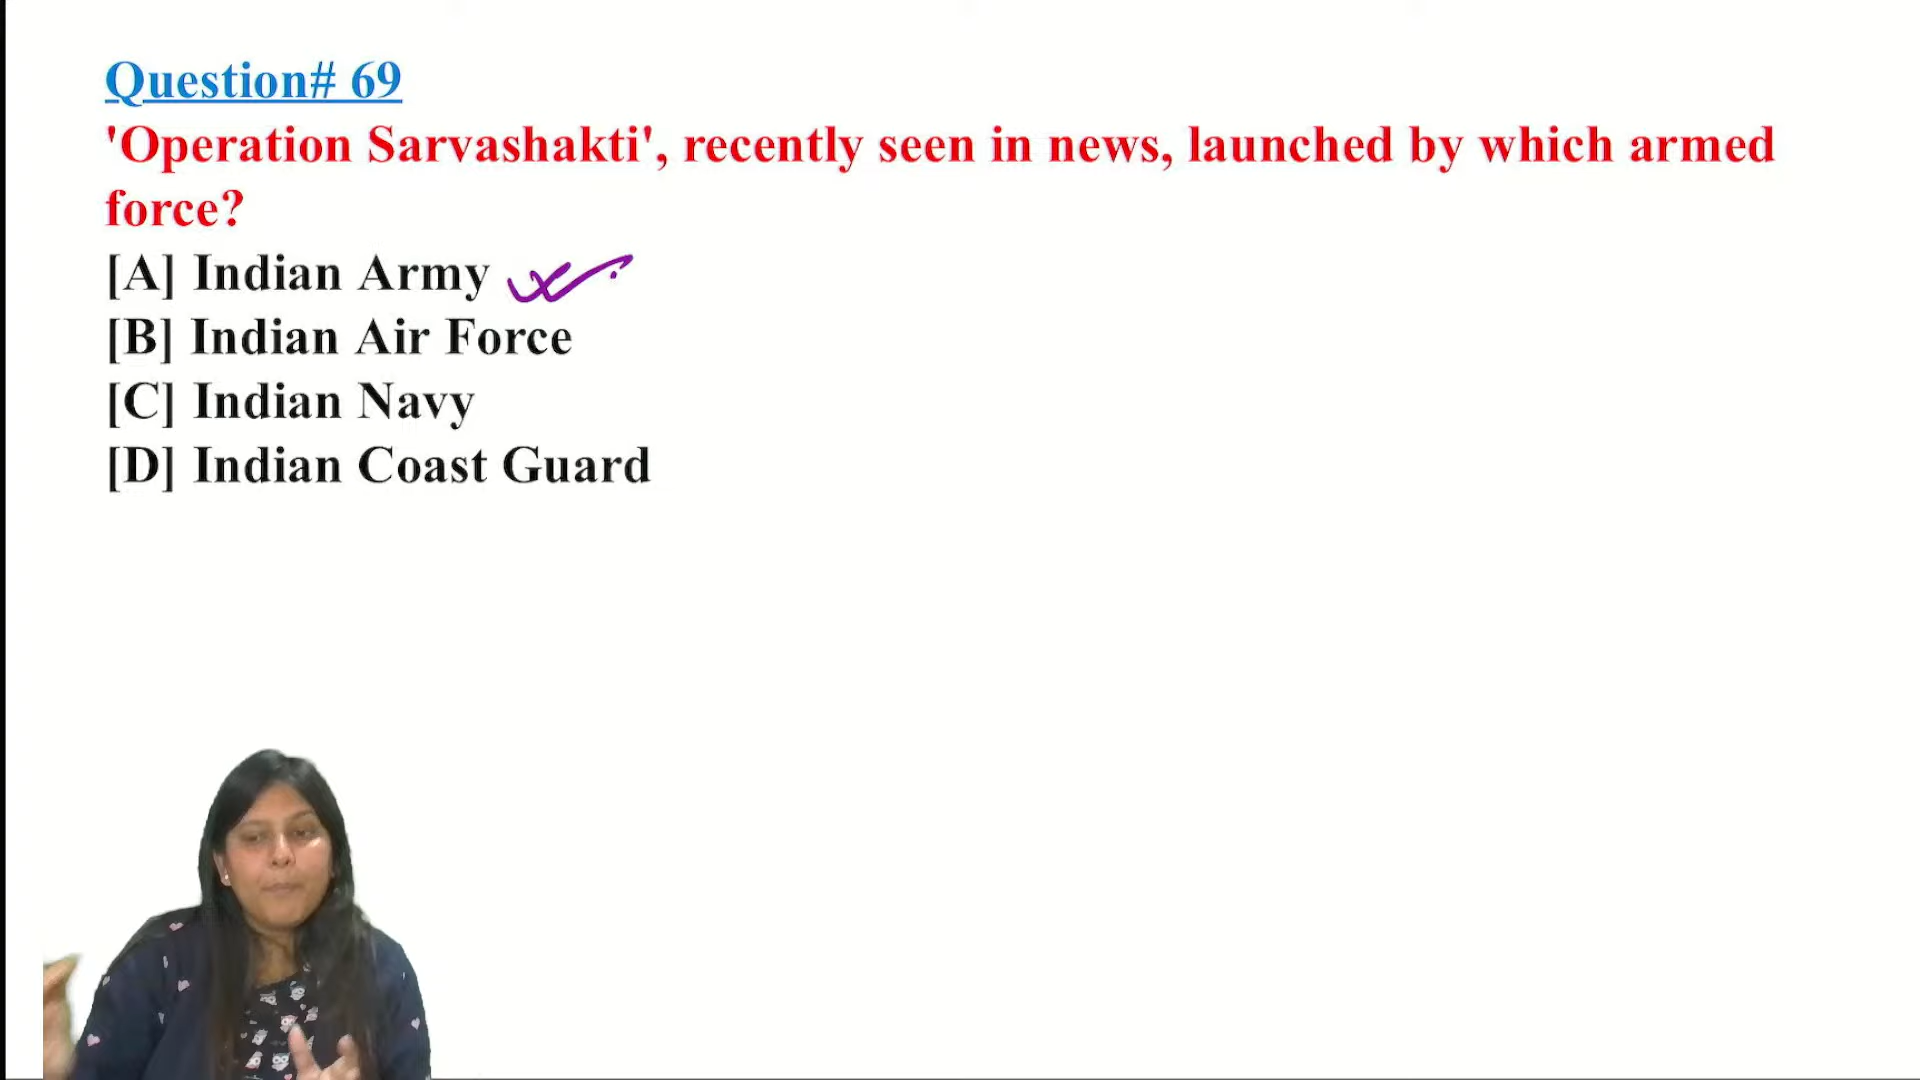 Question# 69
'Operation Sarvashakti', recently seen in news, launched by which armed
force?
[A] Indian Army
[B] Indian Air Force
[C] Indian Navy
[D] Indian Coast Guard